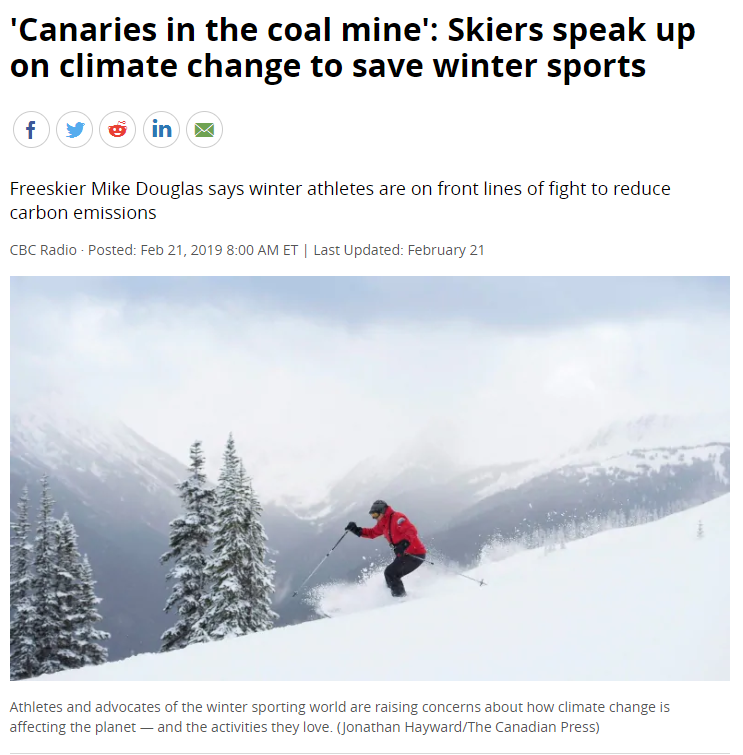 'Canaries in the coal mine': Skiers speak up
on climate change to save winter sports
f
in
Freeskier Mike Douglas says winter athletes are on front lines of fight to reduce
carbon emissions
CBC Radio · Posted: Feb 21, 2019 8:00 AM ET | Last Updated: February 21
Athletes and advocates of the winter sporting world are raising concerns about how climate change is
affecting the planet — and the activities they love. (Jonathan Hayward/The Canadian Press)